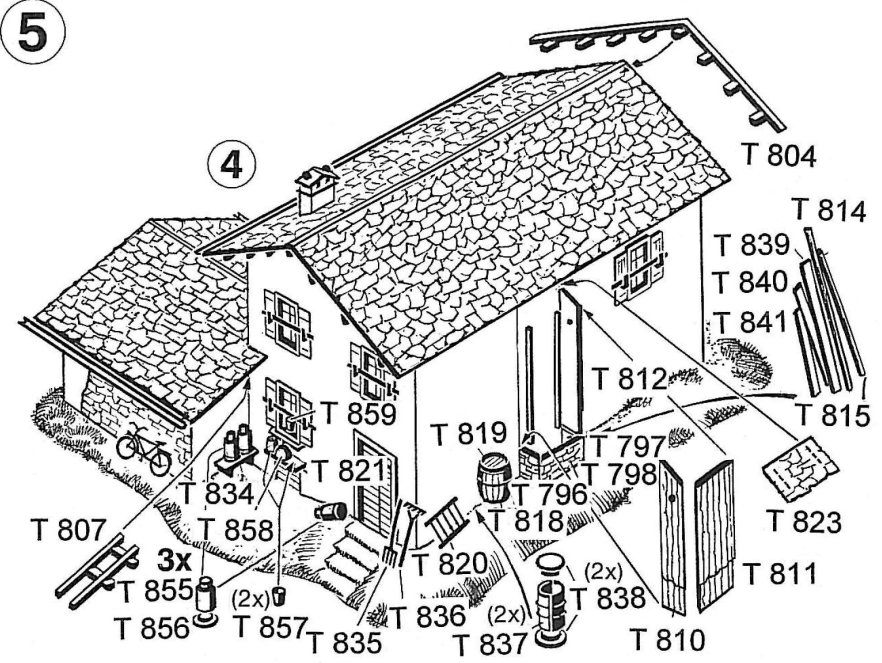 5
4
T 804
T 814
T 839
T 840
T 841
T 812
T 815
T 859
T 819
T 797
T 834
T 821
T 796
T 798
T 807
T 858
T 818
T 823
3x
T 820
T 811
T 855
(2x)
(2x)
T 838
T 856
T 857
T 835
T 836
(2x)
T 837
T 810